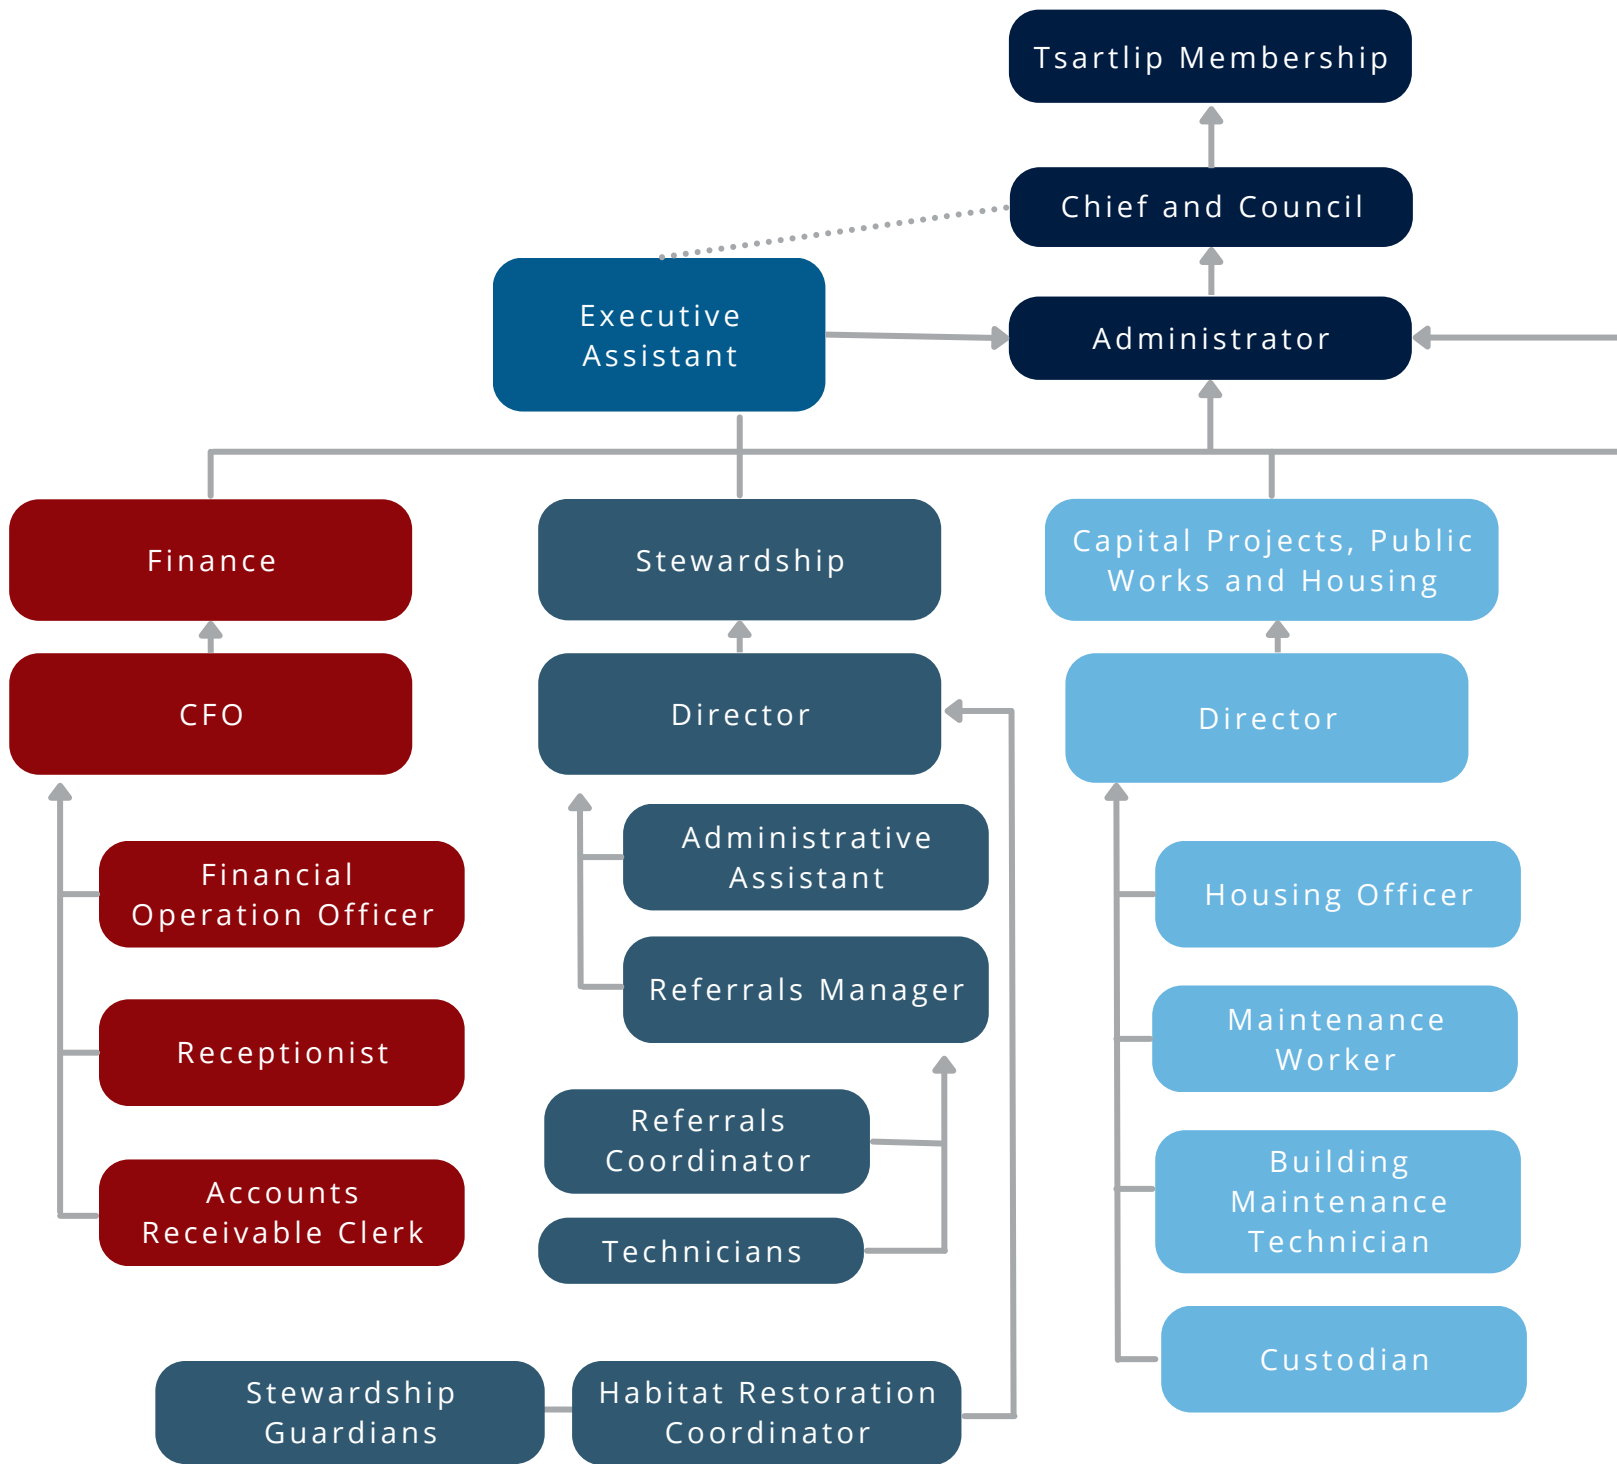 Tsartlip Membership
Chief and Council
Executive
Assistant
Administrator
Finance
Stewardship
Capital Projects, Public
Works and Housing
CFO
Director
Director
Financial
Operation Officer
Receptionist
Accounts
Receivable Clerk
Administrative
Assistant
Referrals Manager
Referrals
Coordinator
Technicians
Stewardship
Guardians
Habitat Restoration
Coordinator
Housing Officer
Maintenance
Worker
Building
Maintenance
Technician
Custodian